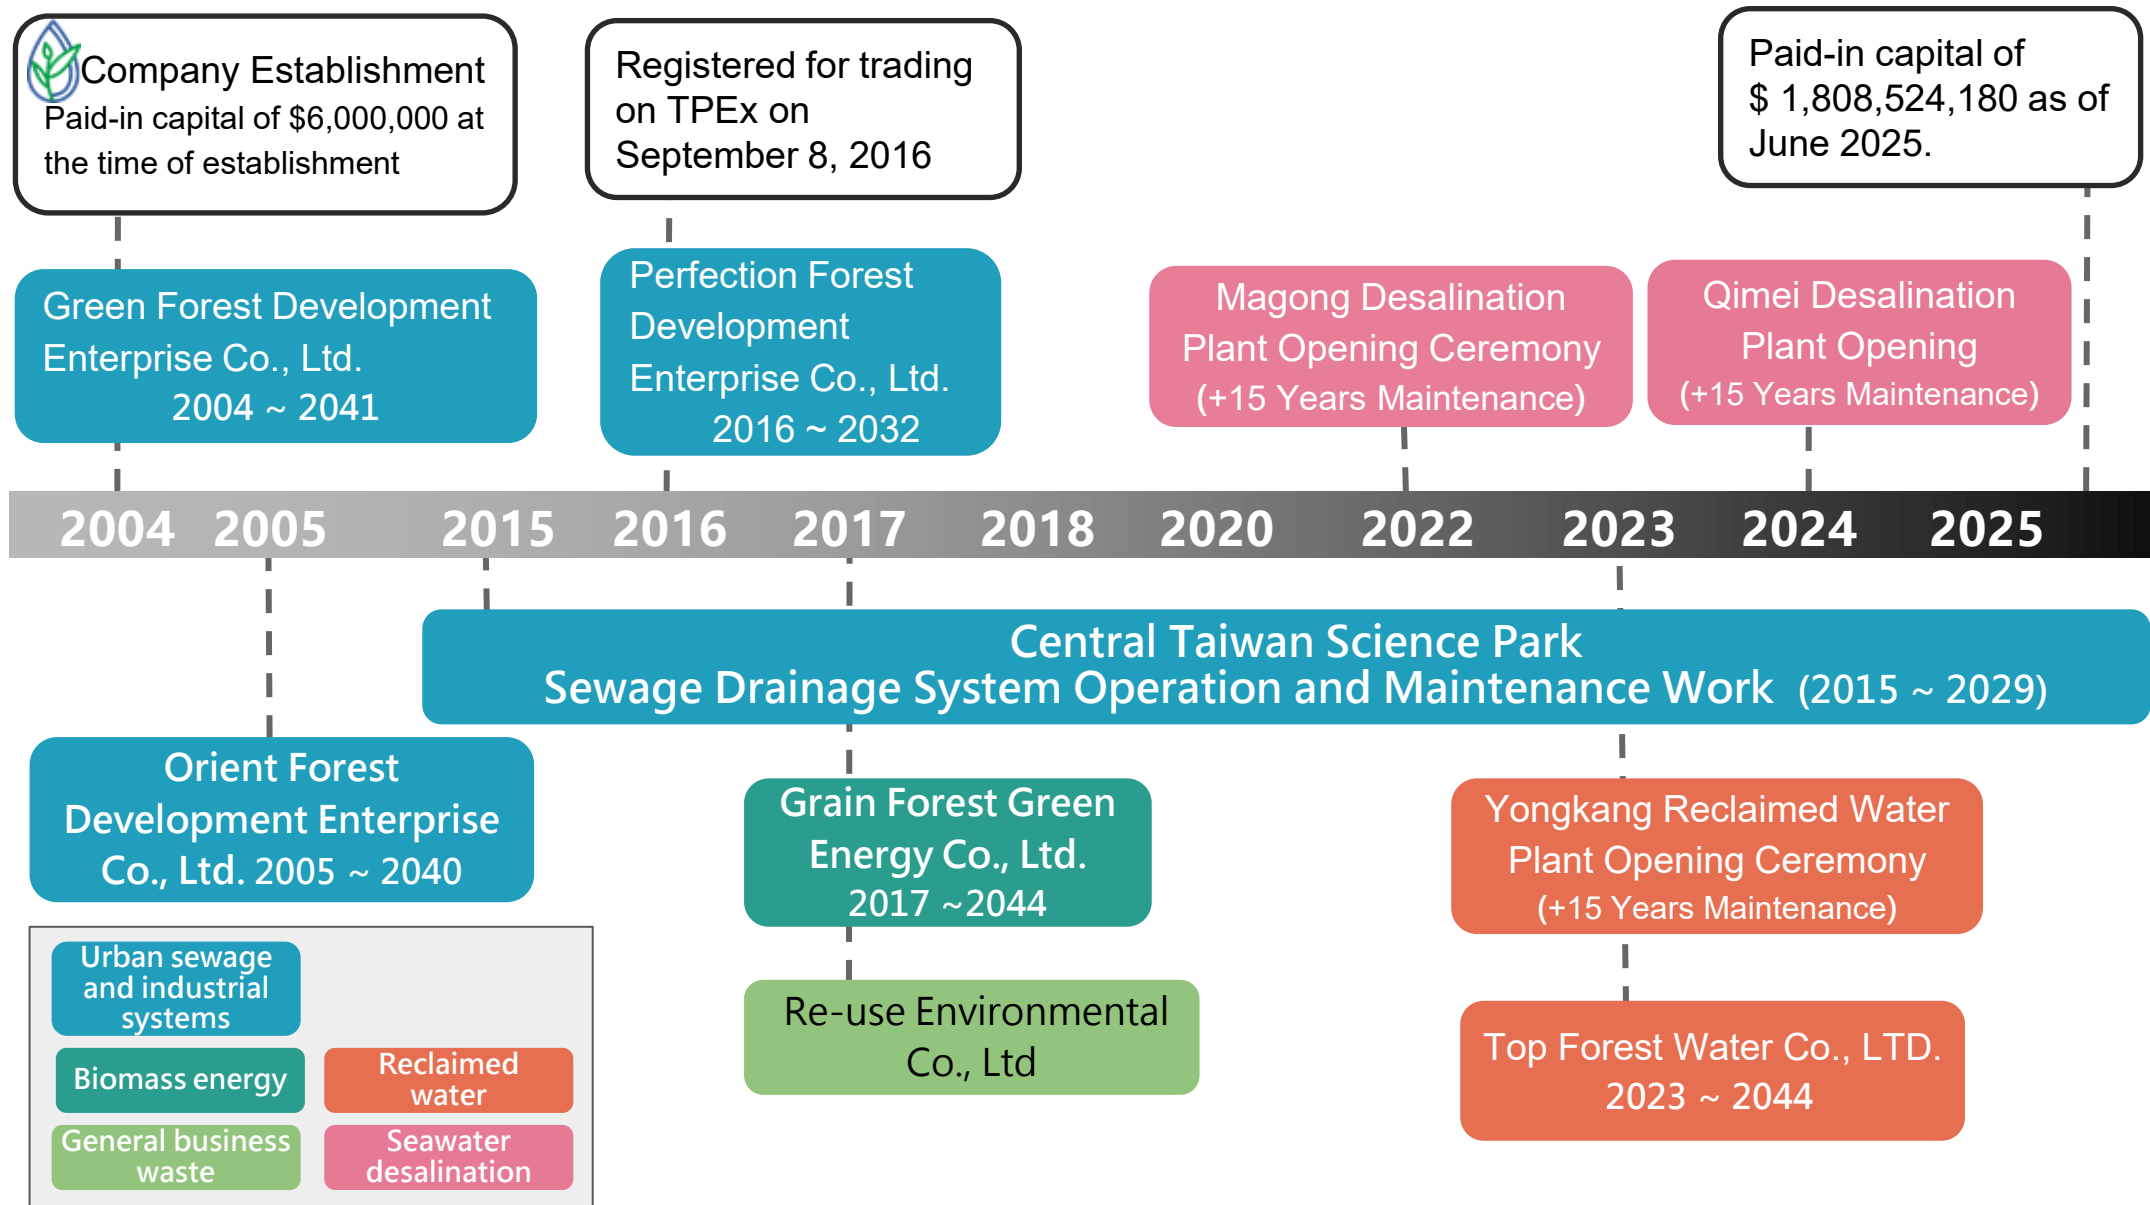 Company Establishment
Paid-in capital of $6,000,000 at
the time of establishment
Registered for trading
on TPEx on
September 8, 2016
Paid-in capital of
$ 1,808,524,180 as of
June 2025.
Green Forest Development
Enterprise Co., Ltd.
2004 ~ 2041
Perfection Forest
Development
Enterprise Co., Ltd.
2016 ~ 2032
Magong Desalination
Plant Opening Ceremony
(+15 Years Maintenance)
Qimei Desalination
Plant Opening
(+15 Years Maintenance)
2004 2005 2015 2016 2017 2018 2020 2022 2023 2024 2025
Central Taiwan Science Park
Sewage Drainage System Operation and Maintenance Work (2015 ~ 2029)
Orient Forest
Development Enterprise
Co., Ltd. 2005 ~ 2040
Grain Forest Green
Energy Co., Ltd.
2017 ~2044
Yongkang Reclaimed Water
Plant Opening Ceremony
(+15 Years Maintenance)
Re-use Environmental
Co., Ltd
Top Forest Water Co., LTD.
2023 ~ 2044
Urban sewage
and industrial
systems
Biomass energy
Reclaimed
water
General business
waste
Seawater
desalination